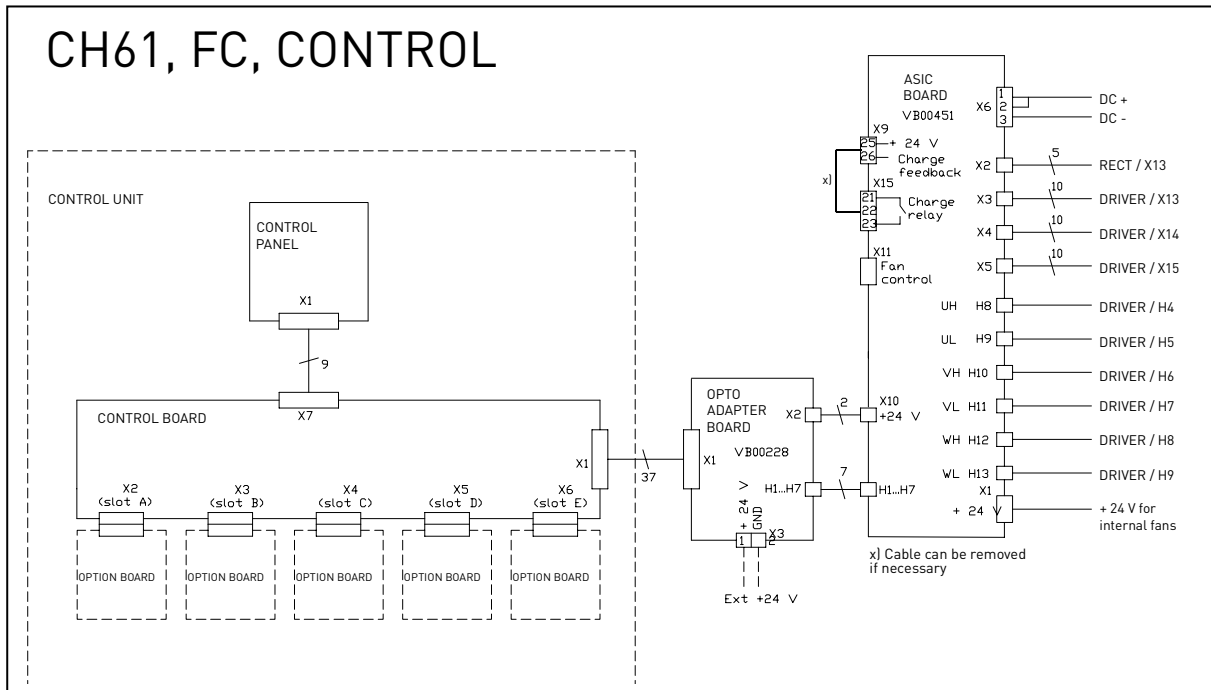 CH61, FC, CONTROL
CONTROL UNIT
CONTROL
PANEL
X1
9
X7
CONTROL BOARD
X1
37
X2
(slot A)
X3
(slot B)
X4
(slot C)
X5
(slot D)
X6
(slot E)
OPTION BOARD
OPTION BOARD
OPTION BOARD
OPTION BOARD
OPTION BOARD
OPTO
ADAPTER
BOARD
VB00228
X1
X2
2
H1...H7
7
+ 24 V
GND
X3
1
2
Ext +24 V
ASIC
BOARD
VB00451
X9
25
+ 24 V
26
Charge
feedback
x)
X15
21
22
23
Charge
relay
X11
Fan
control
X10
+24 V
H1...H7
X6
1
2
3
DC +
DC -
X2
5
RECT / X13
X3
10
DRIVER / X13
X4
10
DRIVER / X14
X5
10
DRIVER / X15
UH H8
DRIVER / H4
UL H9
DRIVER / H5
VH H10
DRIVER / H6
VL H11
DRIVER / H7
WH H12
DRIVER / H8
WL H13
DRIVER / H9
X1
+ 24 V
+ 24 V for
internal fans
x) Cable can be removed
if necessary